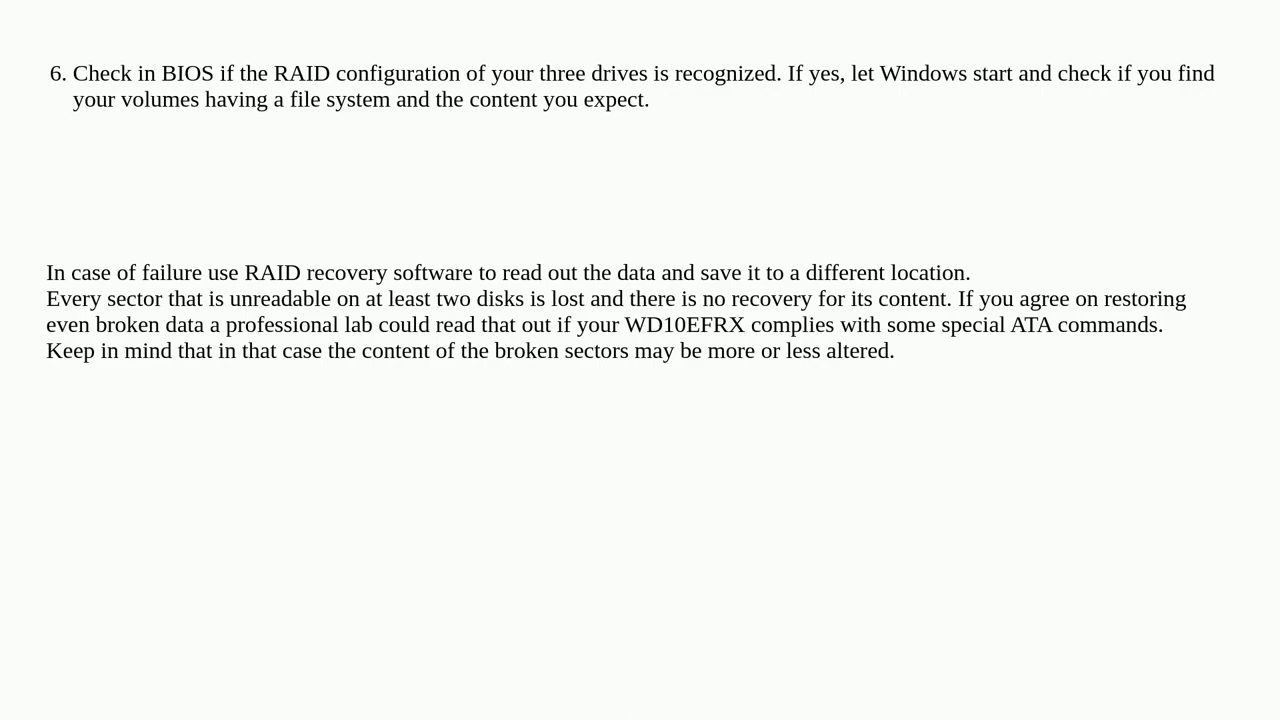 6. Check in BIOS if the RAID configuration of your three drives is recognized. If yes, let Windows start and check if you find
your volumes having a file system and the content you expect.
In case of failure use RAID recovery software to read out the data and save it to a different location.
Every sector that is unreadable on at least two disks is lost and there is no recovery for its content. If you agree on restoring
even broken data a professional lab could read that out if your WD10EFRX complies with some special ATA commands.
Keep in mind that in that case the content of the broken sectors may be more or less altered.